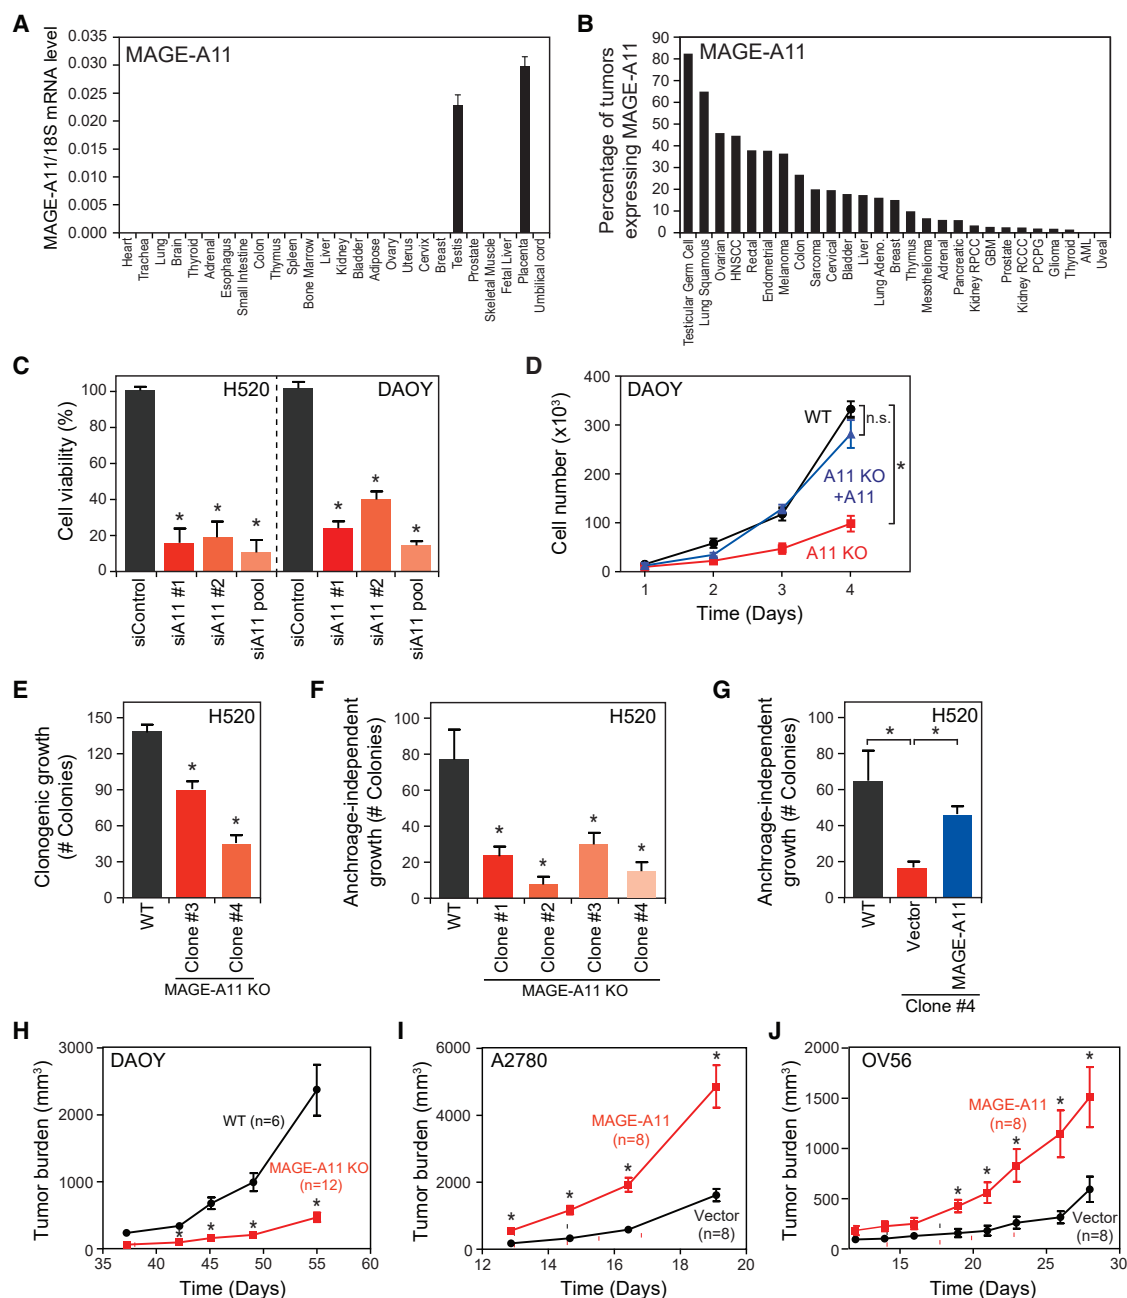 A
MAGE-A11/18S mRNA level
MAGE-A11
0.035
0.030
0.025
0.020
0.015
0.010
0.005
0.000
Heart
Trachea
Lung
Brain
Thyroid
Adrenal
Esophagus
Small Intestine
Colon
Thymus
Spleen
Bone Marrow
Liver
Kidney
Bladder
Adipose
Ovary
Uterus
Cervix
Breast
Testis
Prostate
Skeletal Muscle
Fetal Liver
Placenta
Umbilical cord
B
Percentage of tumors
expressing MAGE-A11
MAGE-A11
90
80
70
60
50
40
30
20
10
0
Testicular Germ Cell
Lung Squamous
Ovarian
HNSCC
Rectal
Endometrial
Melanoma
Colon
Sarcoma
Cervical
Bladder
Liver
Lung Adeno.
Breast
Thymus
Mesothelioma
Adrenal
Pancreatic
Kidney RPCC
GBM
Prostate
Kidney RCCC
PCPG
Glioma
Thyroid
AML
Uveal
C
Cell viability (%)
H520
DAOY
100
80
60
40
20
0
* * *
* * *
siControl
siA11 #1
siA11 #2
siA11 pool
siControl
siA11 #1
siA11 #2
siA11 pool
D
Cell number (x10³)
DAOY
400
300
200
100
0
WT
n.s.
*
A11 KO
+A11
A11 KO
1 2 3 4
Time (Days)
E
Clonogenic growth
(# Colonies)
H520
150
120
90
60
30
0
* *
WT
Clone #3
Clone #4
MAGE-A11 KO
F
Anchroage-independent
growth (# Colonies)
H520
100
80
60
40
20
0
* * * *
WT
Clone #1
Clone #2
Clone #3
Clone #4
MAGE-A11 KO
G
Anchroage-independent
growth (# Colonies)
H520
100
80
60
40
20
0
* *
WT
Vector
MAGE-A11
Clone #4
H
Tumor burden (mm³)
DAOY
3000
2000
1000
0
WT (n=6)
MAGE-A11 KO
(n=12)
* * * *
35 40 45 50 55 60
Time (Days)
I
Tumor burden (mm³)
A2780
6000
4000
2000
0
MAGE-A11
(n=8)
* * * *
Vector
(n=8)
12 14 16 18 20
Time (Days)
J
Tumor burden (mm³)
OV56
2000
1500
1000
500
0
MAGE-A11
(n=8)
* * * * *
Vector
(n=8)
15 20 25 30
Time (Days)